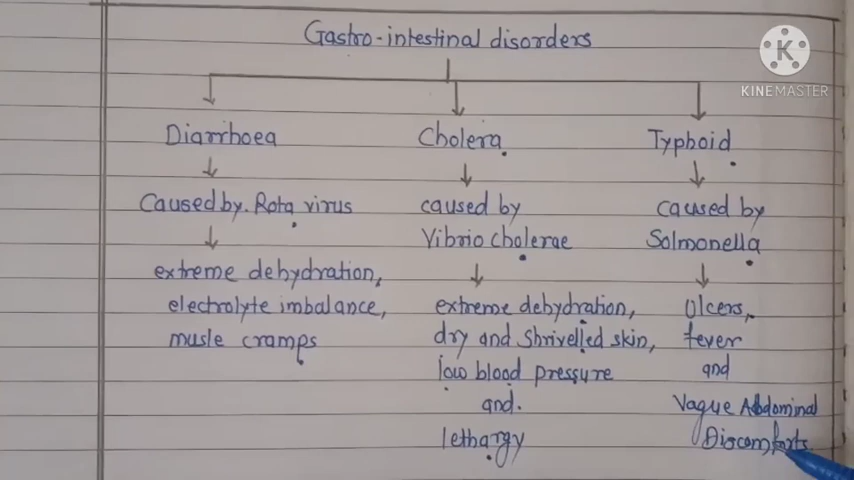 Gastro-intestinal disorders
K
KINEMASTER
Diarrhoea
Cholera
Typhoid
Caused by Rota virus
caused by
Vibrio cholerae
caused by
Solmonella
extreme dehydration,
electrolyte imbalance,
musle cramps
extreme dehydration,
dry and shrivelled skin,
low blood pressure
and
lethargy
Ulcers,
fever
and
Vague Abdominal
Discomforts